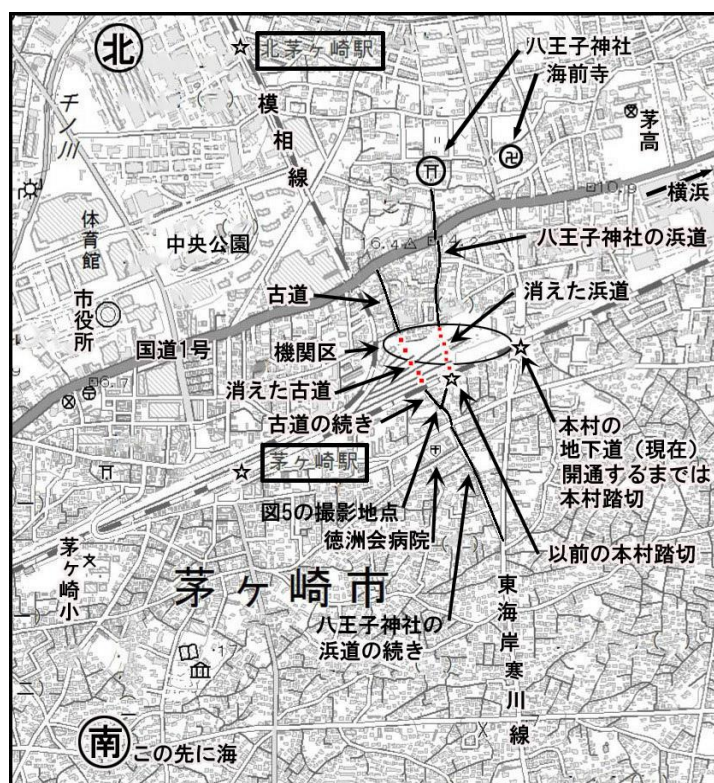 北
北茅ヶ崎駅
八王子神社
海前寺
千ノ川
模
相
線
茅高
横浜
体育館
中央公園
八王子神社の浜道
古道
消えた浜道
市役所
国道1号
機関区
消えた古道
古道の続き
本村の
地下道(現在)
開通するまでは
本村踏切
茅ヶ崎駅
図5の撮影地点
徳洲会病院
以前の本村踏切
茅ヶ崎小
茅ヶ崎市
八王子神社の
浜道の続き
東海岸寒川線
南
この先に海